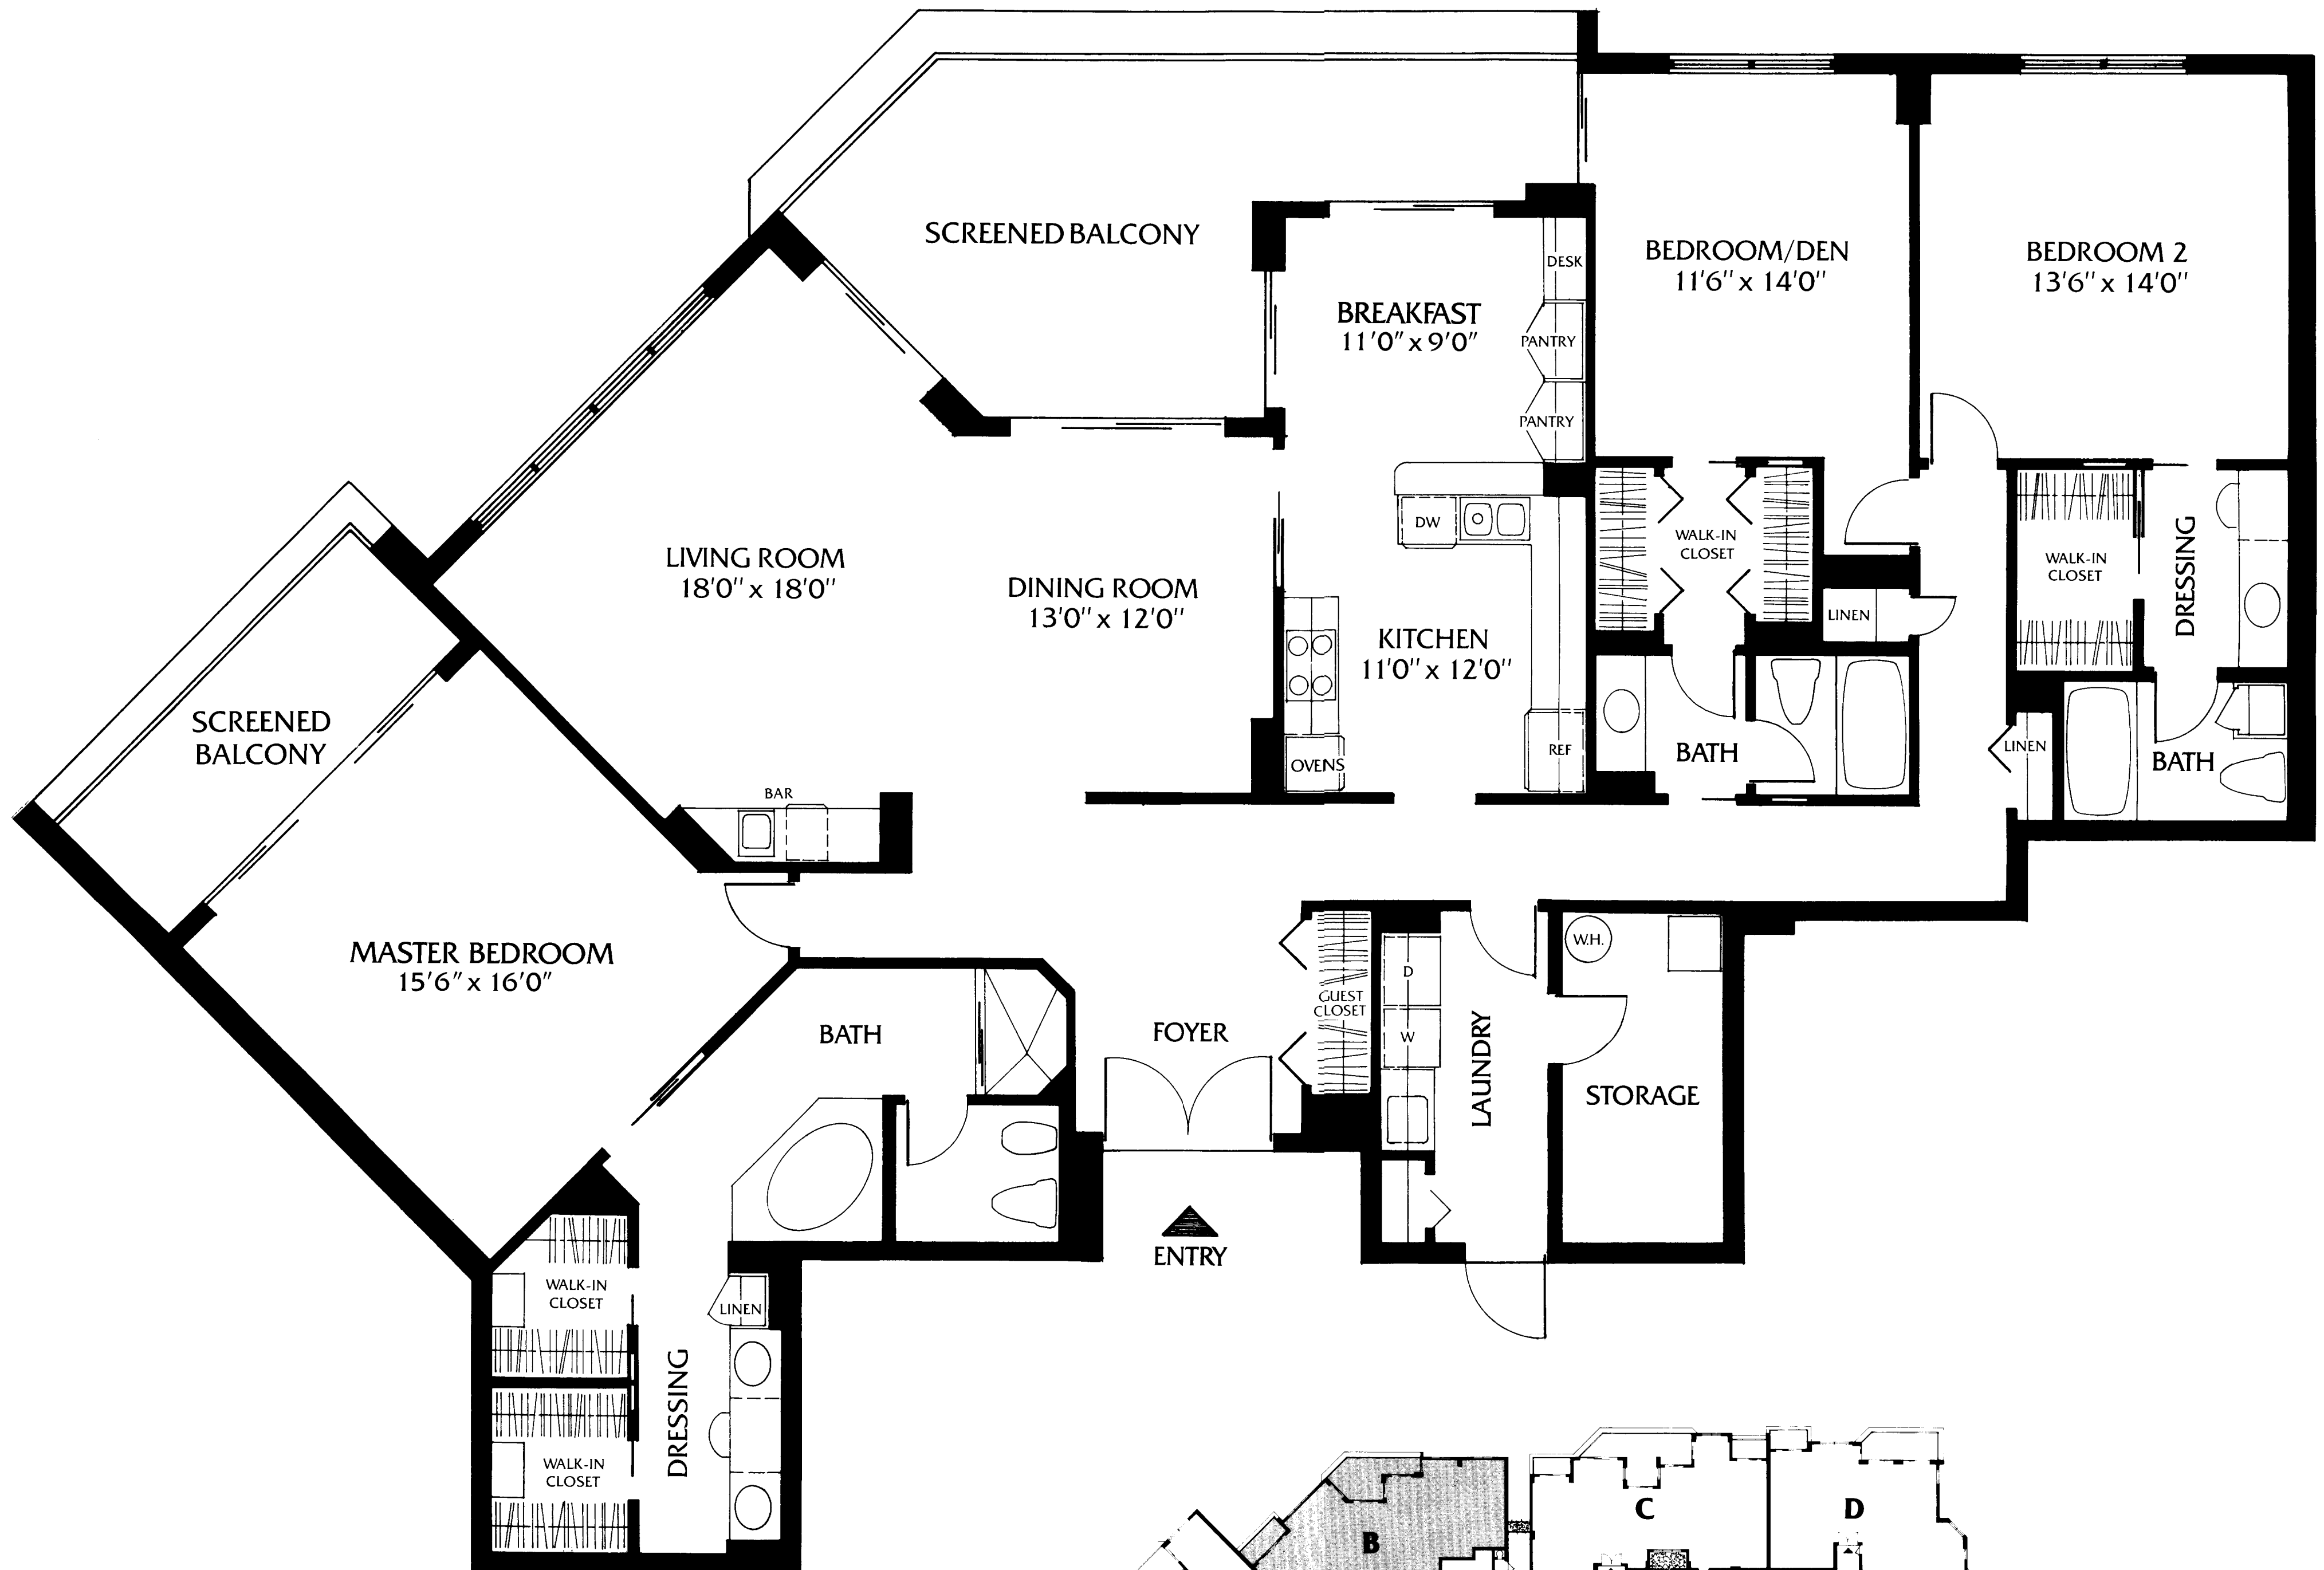 SCREENED BALCONY
BEDROOM/DEN
11'6" x 14'0"
BEDROOM 2
13'6" x 14'0"
DESK
BREAKFAST
11'0" x 9'0"
PANTRY
PANTRY
DW
WALK-IN
CLOSET
WALK-IN
CLOSET
DRESSING
LIVING ROOM
18'0" x 18'0"
DINING ROOM
13'0" x 12'0"
KITCHEN
11'0" x 12'0"
LINEN
SCREENED
BALCONY
OVENS
REF
BATH
LINEN
BATH
BAR
MASTER BEDROOM
15'6" x 16'0"
BATH
FOYER
GUEST
CLOSET
D
W
LAUNDRY
W.H.
STORAGE
ENTRY
WALK-IN
CLOSET
LINEN
DRESSING
WALK-IN
CLOSET
B
C
D